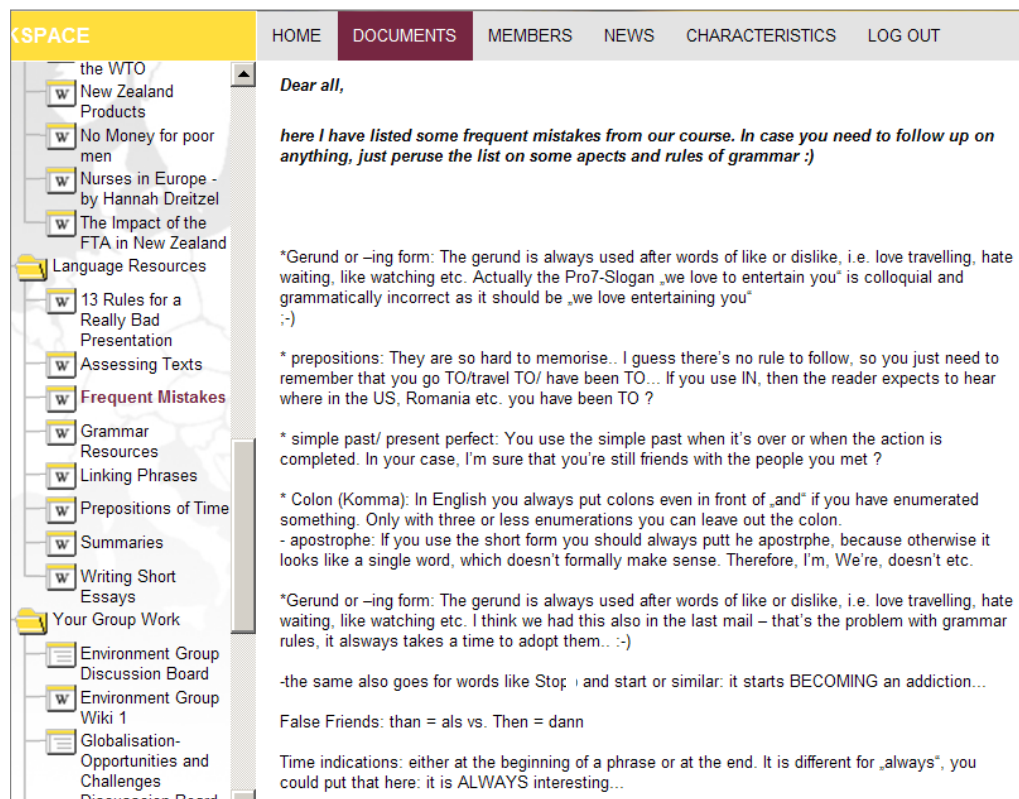 KSPACE
HOME DOCUMENTS MEMBERS NEWS CHARACTERISTICS LOG OUT
the WTO
New Zealand
Products
No Money for poor
men
Nurses in Europe -
by Hannah Dreitzel
The Impact of the
FTA in New Zealand
Language Resources
13 Rules for a
Really Bad
Presentation
Assessing Texts
Frequent Mistakes
Grammar
Resources
Linking Phrases
Prepositions of Time
Summaries
Writing Short
Essays
Your Group Work
Environment Group
Discussion Board
Environment Group
Wiki 1
Globalisation-
Opportunities and
Challenges
Discussion Board
Dear all,
here I have listed some frequent mistakes from our course. In case you need to follow up on
anything, just peruse the list on some apects and rules of grammar :)
*Gerund or –ing form: The gerund is always used after words of like or dislike, i.e. love travelling, hate
waiting, like watching etc. Actually the Pro7-Slogan „we love to entertain you“ is colloquial and
grammatically incorrect as it should be „we love entertaining you“
;-)
* prepositions: They are so hard to memorise.. I guess there’s no rule to follow, so you just need to
remember that you go TO/travel TO/ have been TO... If you use IN, then the reader expects to hear
where in the US, Romania etc. you have been TO ?
* simple past/ present perfect: You use the simple past when it’s over or when the action is
completed. In your case, I’m sure that you’re still friends with the people you met ?
* Colon (Komma): In English you always put colons even in front of „and“ if you have enumerated
something. Only with three or less enumerations you can leave out the colon.
- apostrophe: If you use the short form you should always putt he apostrphe, because otherwise it
looks like a single word, which doesn’t formally make sense. Therefore, I’m, We’re, doesn’t etc.
*Gerund or –ing form: The gerund is always used after words of like or dislike, i.e. love travelling, hate
waiting, like watching etc. I think we had this also in the last mail – that’s the problem with grammar
rules, it alsways takes a time to adopt them.. :-)
-the same also goes for words like Stop and start or similar: it starts BECOMING an addiction...
False Friends: than = als vs. Then = dann
Time indications: either at the beginning of a phrase or at the end. It is different for „always“, you
could put that here: it is ALWAYS interesting...